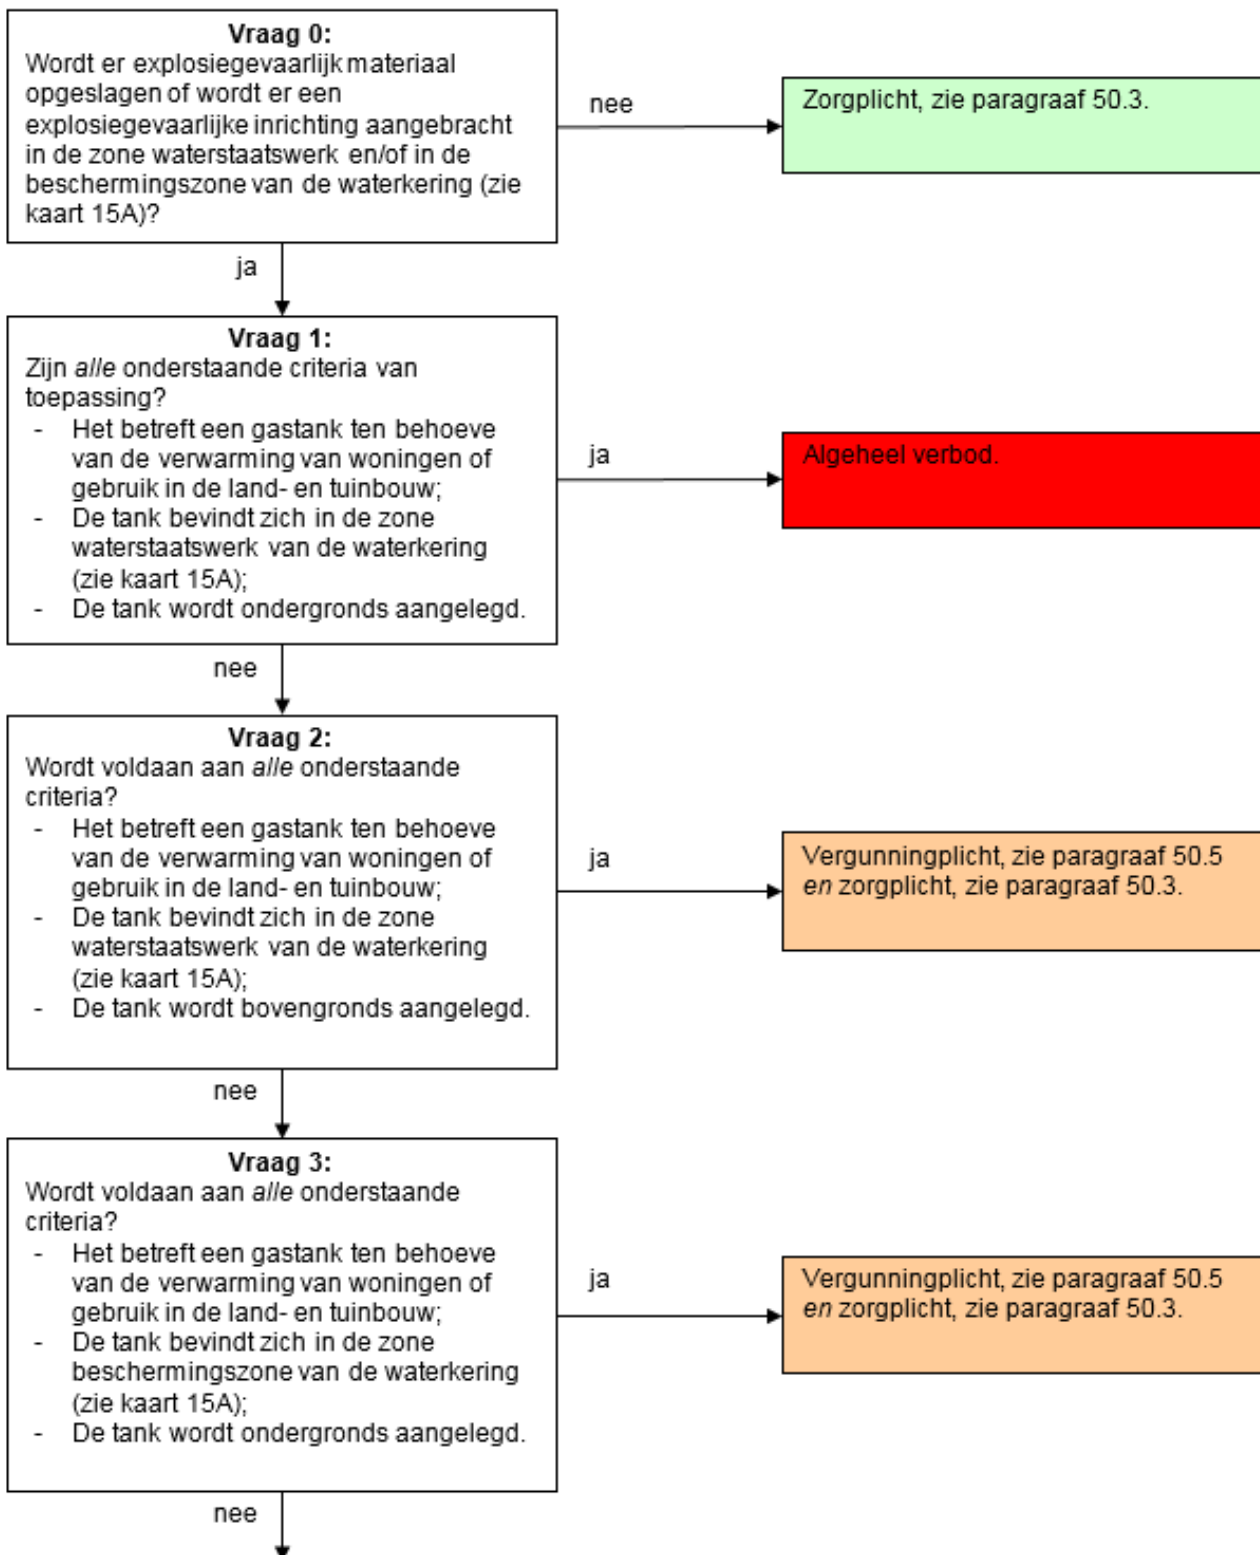 Vraag 0:
Wordt er explosiegevaarlijk materiaal
opgeslagen of wordt er een
explosiegevaarlijke inrichting aangebracht
in de zone waterstaatswerk en/of in de
beschermingszone van de waterkering (zie
kaart 15A)?
nee
Zorgplicht, zie paragraaf 50.3.
ja
Vraag 1:
Zijn alle onderstaande criteria van
toepassing?
- Het betreft een gastank ten behoeve
van de verwarming van woningen of
gebruik in de land- en tuinbouw;
- De tank bevindt zich in de zone
waterstaatswerk van de waterkering
(zie kaart 15A);
- De tank wordt ondergronds aangelegd.
ja
Algeheel verbod.
nee
Vraag 2:
Wordt voldaan aan alle onderstaande
criteria?
- Het betreft een gastank ten behoeve
van de verwarming van woningen of
gebruik in de land- en tuinbouw;
- De tank bevindt zich in de zone
waterstaatswerk van de waterkering
(zie kaart 15A);
- De tank wordt bovengronds aangelegd.
ja
Vergunningplicht, zie paragraaf 50.5
en zorgplicht, zie paragraaf 50.3.
nee
Vraag 3:
Wordt voldaan aan alle onderstaande
criteria?
- Het betreft een gastank ten behoeve
van de verwarming van woningen of
gebruik in de land- en tuinbouw;
- De tank bevindt zich in de zone
beschermingszone van de waterkering
(zie kaart 15A);
- De tank wordt ondergronds aangelegd.
ja
Vergunningplicht, zie paragraaf 50.5
en zorgplicht, zie paragraaf 50.3.
nee